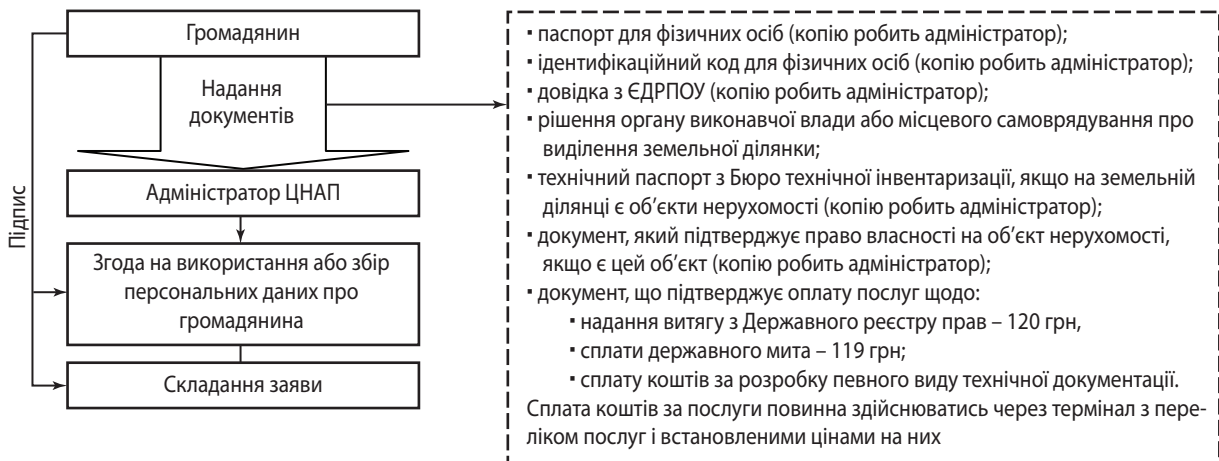 Громадянин
Надання
документів
Адміністратор ЦНАП
Підпис
Згода на використання або збір
персональних даних про
громадянина
Складання заяви
▪ паспорт для фізичних осіб (копію робить адміністратор);
▪ ідентифікаційний код для фізичних осіб (копію робить адміністратор);
▪ довідка з ЄДРПОУ (копію робить адміністратор);
▪ рішення органу виконавчої влади або місцевого самоврядування про
виділення земельної ділянки;
▪ технічний паспорт з Бюро технічної інвентаризації, якщо на земельній
ділянці є об’єкти нерухомості (копію робить адміністратор);
▪ документ, який підтверджує право власності на об’єкт нерухомості,
якщо є цей об’єкт (копію робить адміністратор);
▪ документ, що підтверджує оплату послуг щодо:
▪ надання витягу з Державного реєстру прав – 120 грн,
▪ сплати державного мита – 119 грн;
▪ сплату коштів за розробку певного виду технічної документації.
Сплата коштів за послуги повинна здійснюватись через термінал з пере-
ліком послуг і встановленими цінами на них